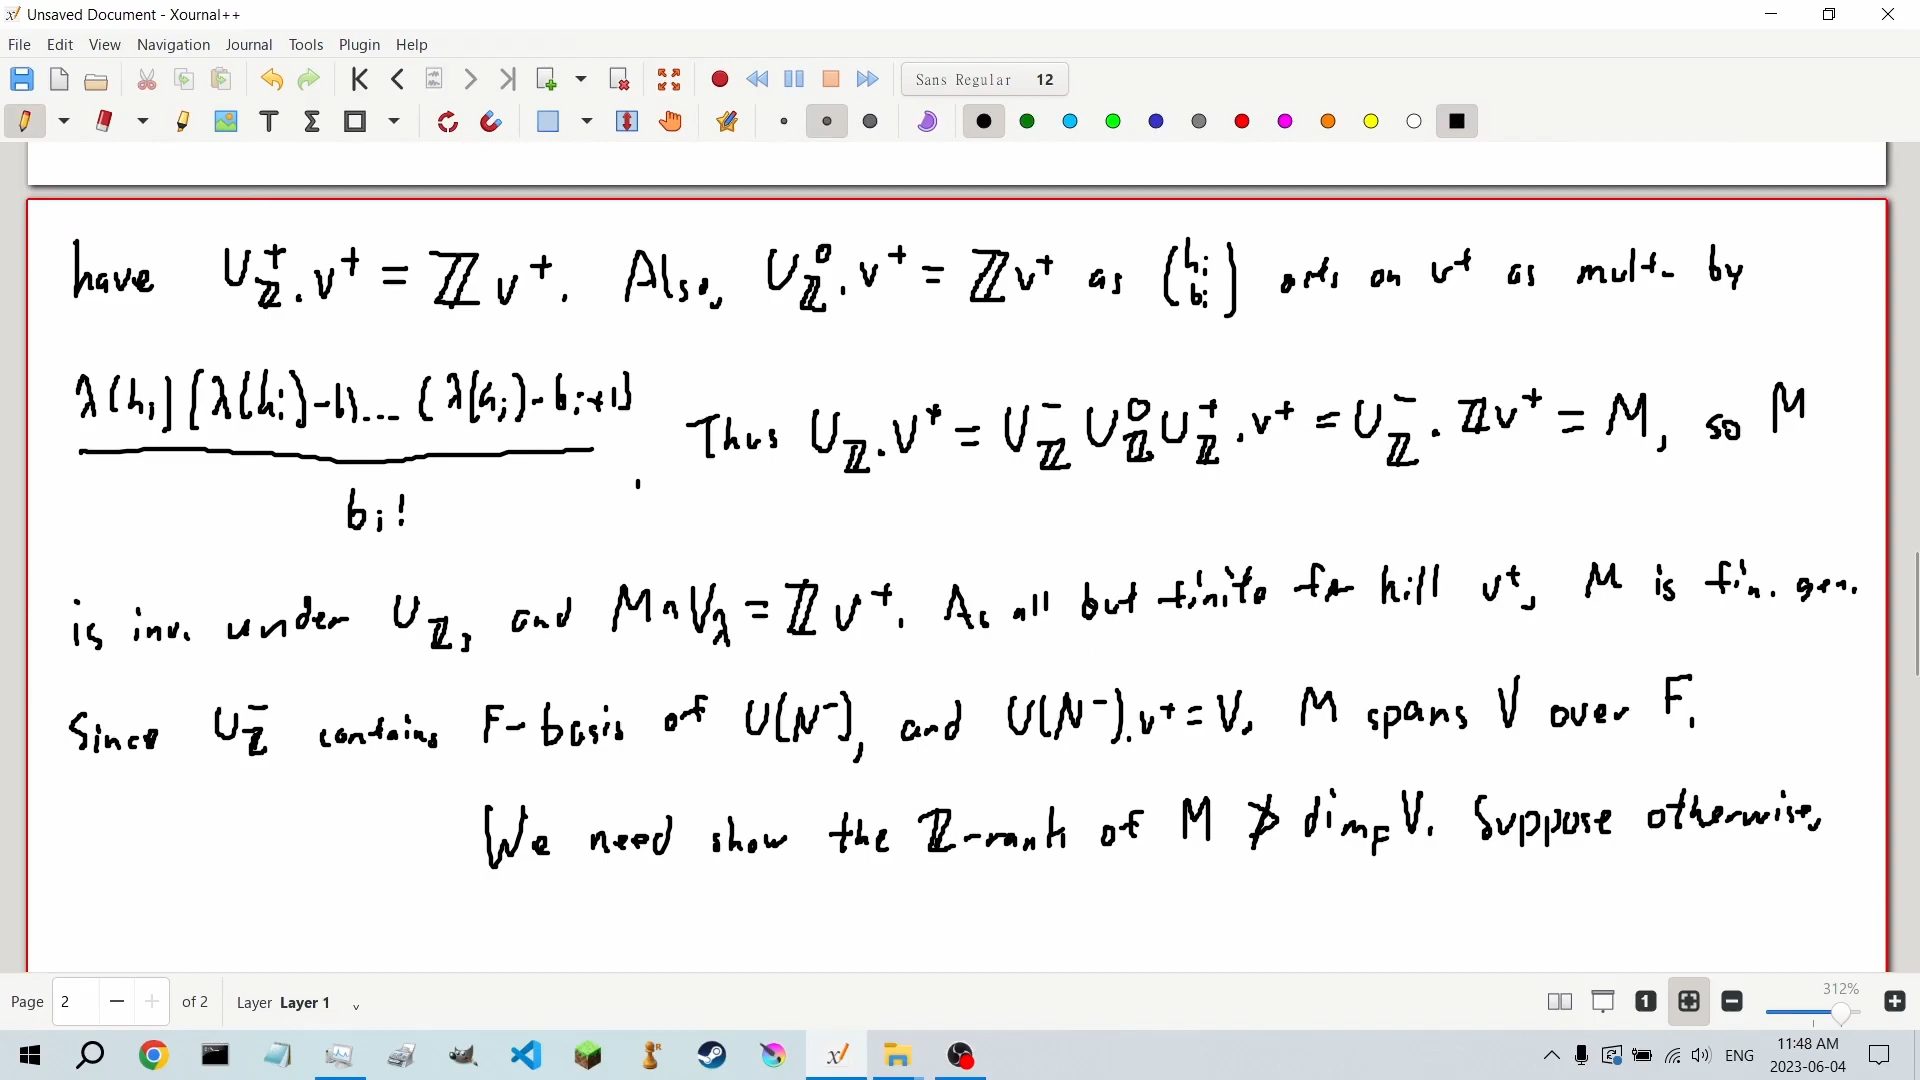 Unsaved Document - Xournal++
File Edit View Navigation Journal Tools Plugin Help
Sans Regular 12
have U_ℤ^+.v^+ = ℤv^+. Also, U_ℤ^0.v^+ = ℤv^+ as (h_i b_i) acts on v^+ as mult. by
λ(h_i)(λ(h_i)-1)...(λ(h_i)-b_i+1)
b_i! . Thus U_ℤ.v^+ = U_ℤ^- U_ℤ^0 U_ℤ^+.v^+ = U_ℤ^-.ℤv^+ = M, so M
is inv. under U_ℤ, and M∩V_λ = ℤv^+. As all but finite f_A kill v^+, M is fin. gen.
Since U_ℤ^- contains F-basis of U(N^-), and U(N^-).v^+ = V, M spans V over F.
We need show the ℤ-rank of M ≯ dim_F V. Suppose otherwise,
Page 2 of 2 Layer Layer 1 312%
ENG
11:48 AM
2023-06-04